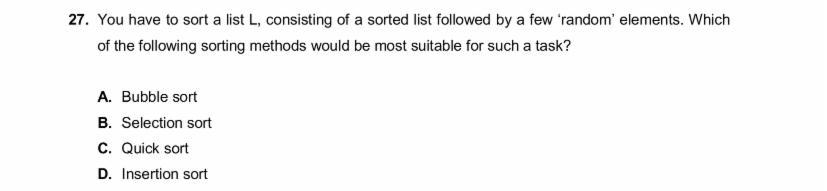 27. You have to sort a list L, consisting of a sorted list followed by a few ‘random’ elements. Which
of the following sorting methods would be most suitable for such a task?
A. Bubble sort
B. Selection sort
C. Quick sort
D. Insertion sort